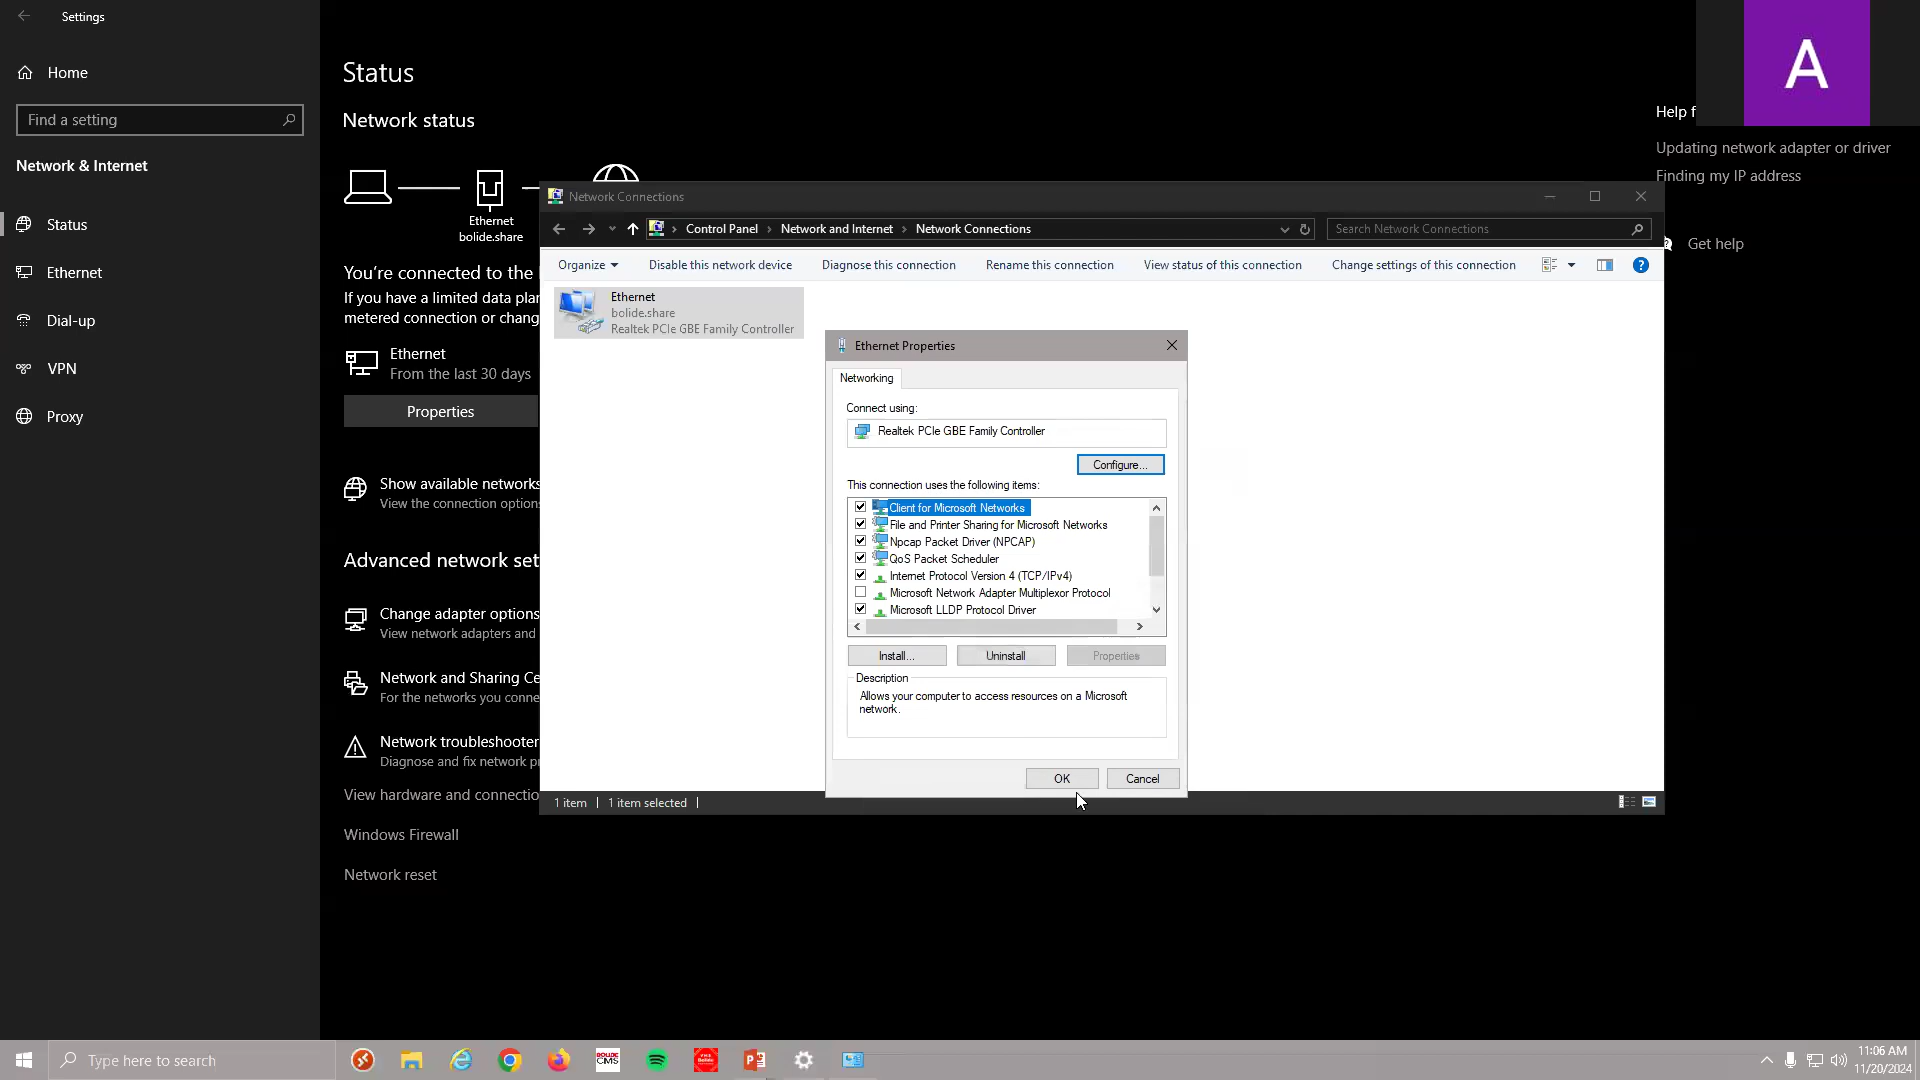 Settings
Home
Find a setting
Network & Internet
Status
Ethernet
Dial-up
VPN
Proxy
Status
Network status
Ethernet
bolide.share
You're connected to the
If you have a limited data plan
metered connection or change
Ethernet
From the last 30 days
Properties
Show available networks
View the connection options
Advanced network set
Change adapter options
View network adapters and
Network and Sharing Ce
For the networks you conne
Network troubleshooter
Diagnose and fix network p
View hardware and connectio
Windows Firewall
Network reset
Network Connections
Control Panel > Network and Internet > Network Connections
Search Network Connections
Organize
Disable this network device
Diagnose this connection
Rename this connection
View status of this connection
Change settings of this connection
Ethernet
bolide.share
Realtek PCIe GBE Family Controller
1 item
1 item selected
Ethernet Properties
Networking
Connect using:
Realtek PCIe GBE Family Controller
Configure...
This connection uses the following items:
Client for Microsoft Networks
File and Printer Sharing for Microsoft Networks
Npcap Packet Driver (NPCAP)
QoS Packet Scheduler
Internet Protocol Version 4 (TCP/IPv4)
Microsoft Network Adapter Multiplexor Protocol
Microsoft LLDP Protocol Driver
Install...
Uninstall
Properties
Description
Allows your computer to access resources on a Microsoft
network.
OK
Cancel
A
Help f
Updating network adapter or driver
Finding my IP address
Get help
Type here to search
BOLIDE
CMS
11:06 AM
11/20/2024